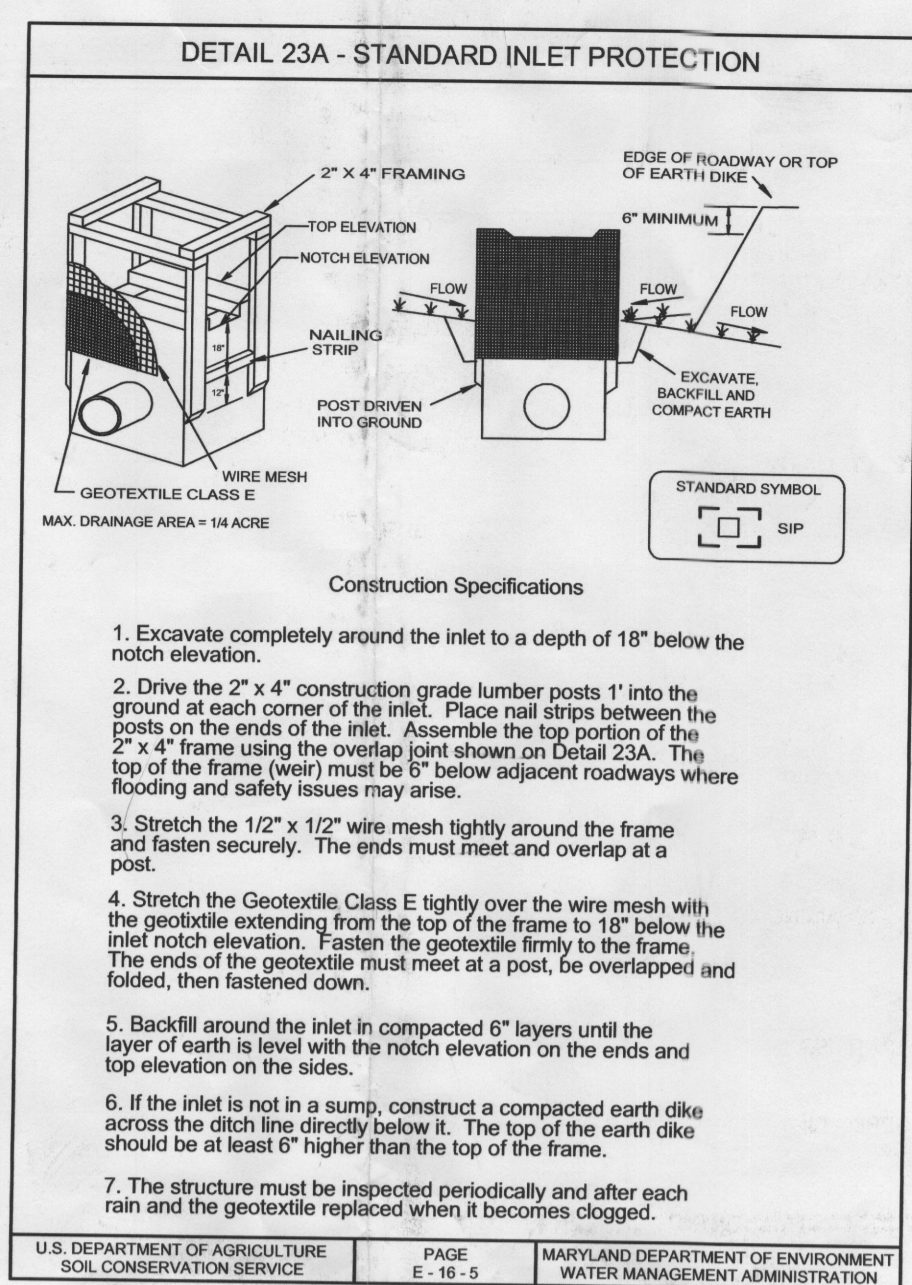 DETAIL 23A - STANDARD INLET PROTECTION
2" X 4" FRAMING
TOP ELEVATION
NOTCH ELEVATION
18"
NAILING
STRIP
12"
WIRE MESH
GEOTEXTILE CLASS E
MAX. DRAINAGE AREA = 1/4 ACRE
EDGE OF ROADWAY OR TOP
OF EARTH DIKE
6" MINIMUM
FLOW
FLOW
FLOW
POST DRIVEN
INTO GROUND
EXCAVATE,
BACKFILL AND
COMPACT EARTH
STANDARD SYMBOL
SIP
Construction Specifications
1. Excavate completely around the inlet to a depth of 18" below the
notch elevation.
2. Drive the 2" x 4" construction grade lumber posts 1' into the
ground at each corner of the inlet. Place nail strips between the
posts on the ends of the inlet. Assemble the top portion of the
2" x 4" frame using the overlap joint shown on Detail 23A. The
top of the frame (weir) must be 6" below adjacent roadways where
flooding and safety issues may arise.
3. Stretch the 1/2" x 1/2" wire mesh tightly around the frame
and fasten securely. The ends must meet and overlap at a
post.
4. Stretch the Geotextile Class E tightly over the wire mesh with
the geotixtile extending from the top of the frame to 18" below the
inlet notch elevation. Fasten the geotextile firmly to the frame.
The ends of the geotextile must meet at a post, be overlapped and
folded, then fastened down.
5. Backfill around the inlet in compacted 6" layers until the
layer of earth is level with the notch elevation on the ends and
top elevation on the sides.
6. If the inlet is not in a sump, construct a compacted earth dike
across the ditch line directly below it. The top of the earth dike
should be at least 6" higher than the top of the frame.
7. The structure must be inspected periodically and after each
rain and the geotextile replaced when it becomes clogged.
U.S. DEPARTMENT OF AGRICULTURE
SOIL CONSERVATION SERVICE
PAGE
E - 16 - 5
MARYLAND DEPARTMENT OF ENVIRONMENT
WATER MANAGEMENT ADMINISTRATION